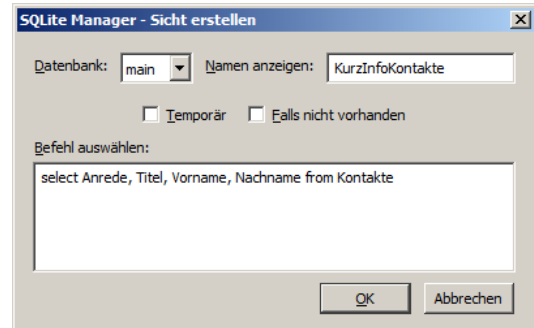 SQLite Manager - Sicht erstellen
Datenbank: main Namen anzeigen: KurzInfoKontakte
Temporär Falls nicht vorhanden
Befehl auswählen:
select Anrede, Titel, Vorname, Nachname from Kontakte
OK Abbrechen